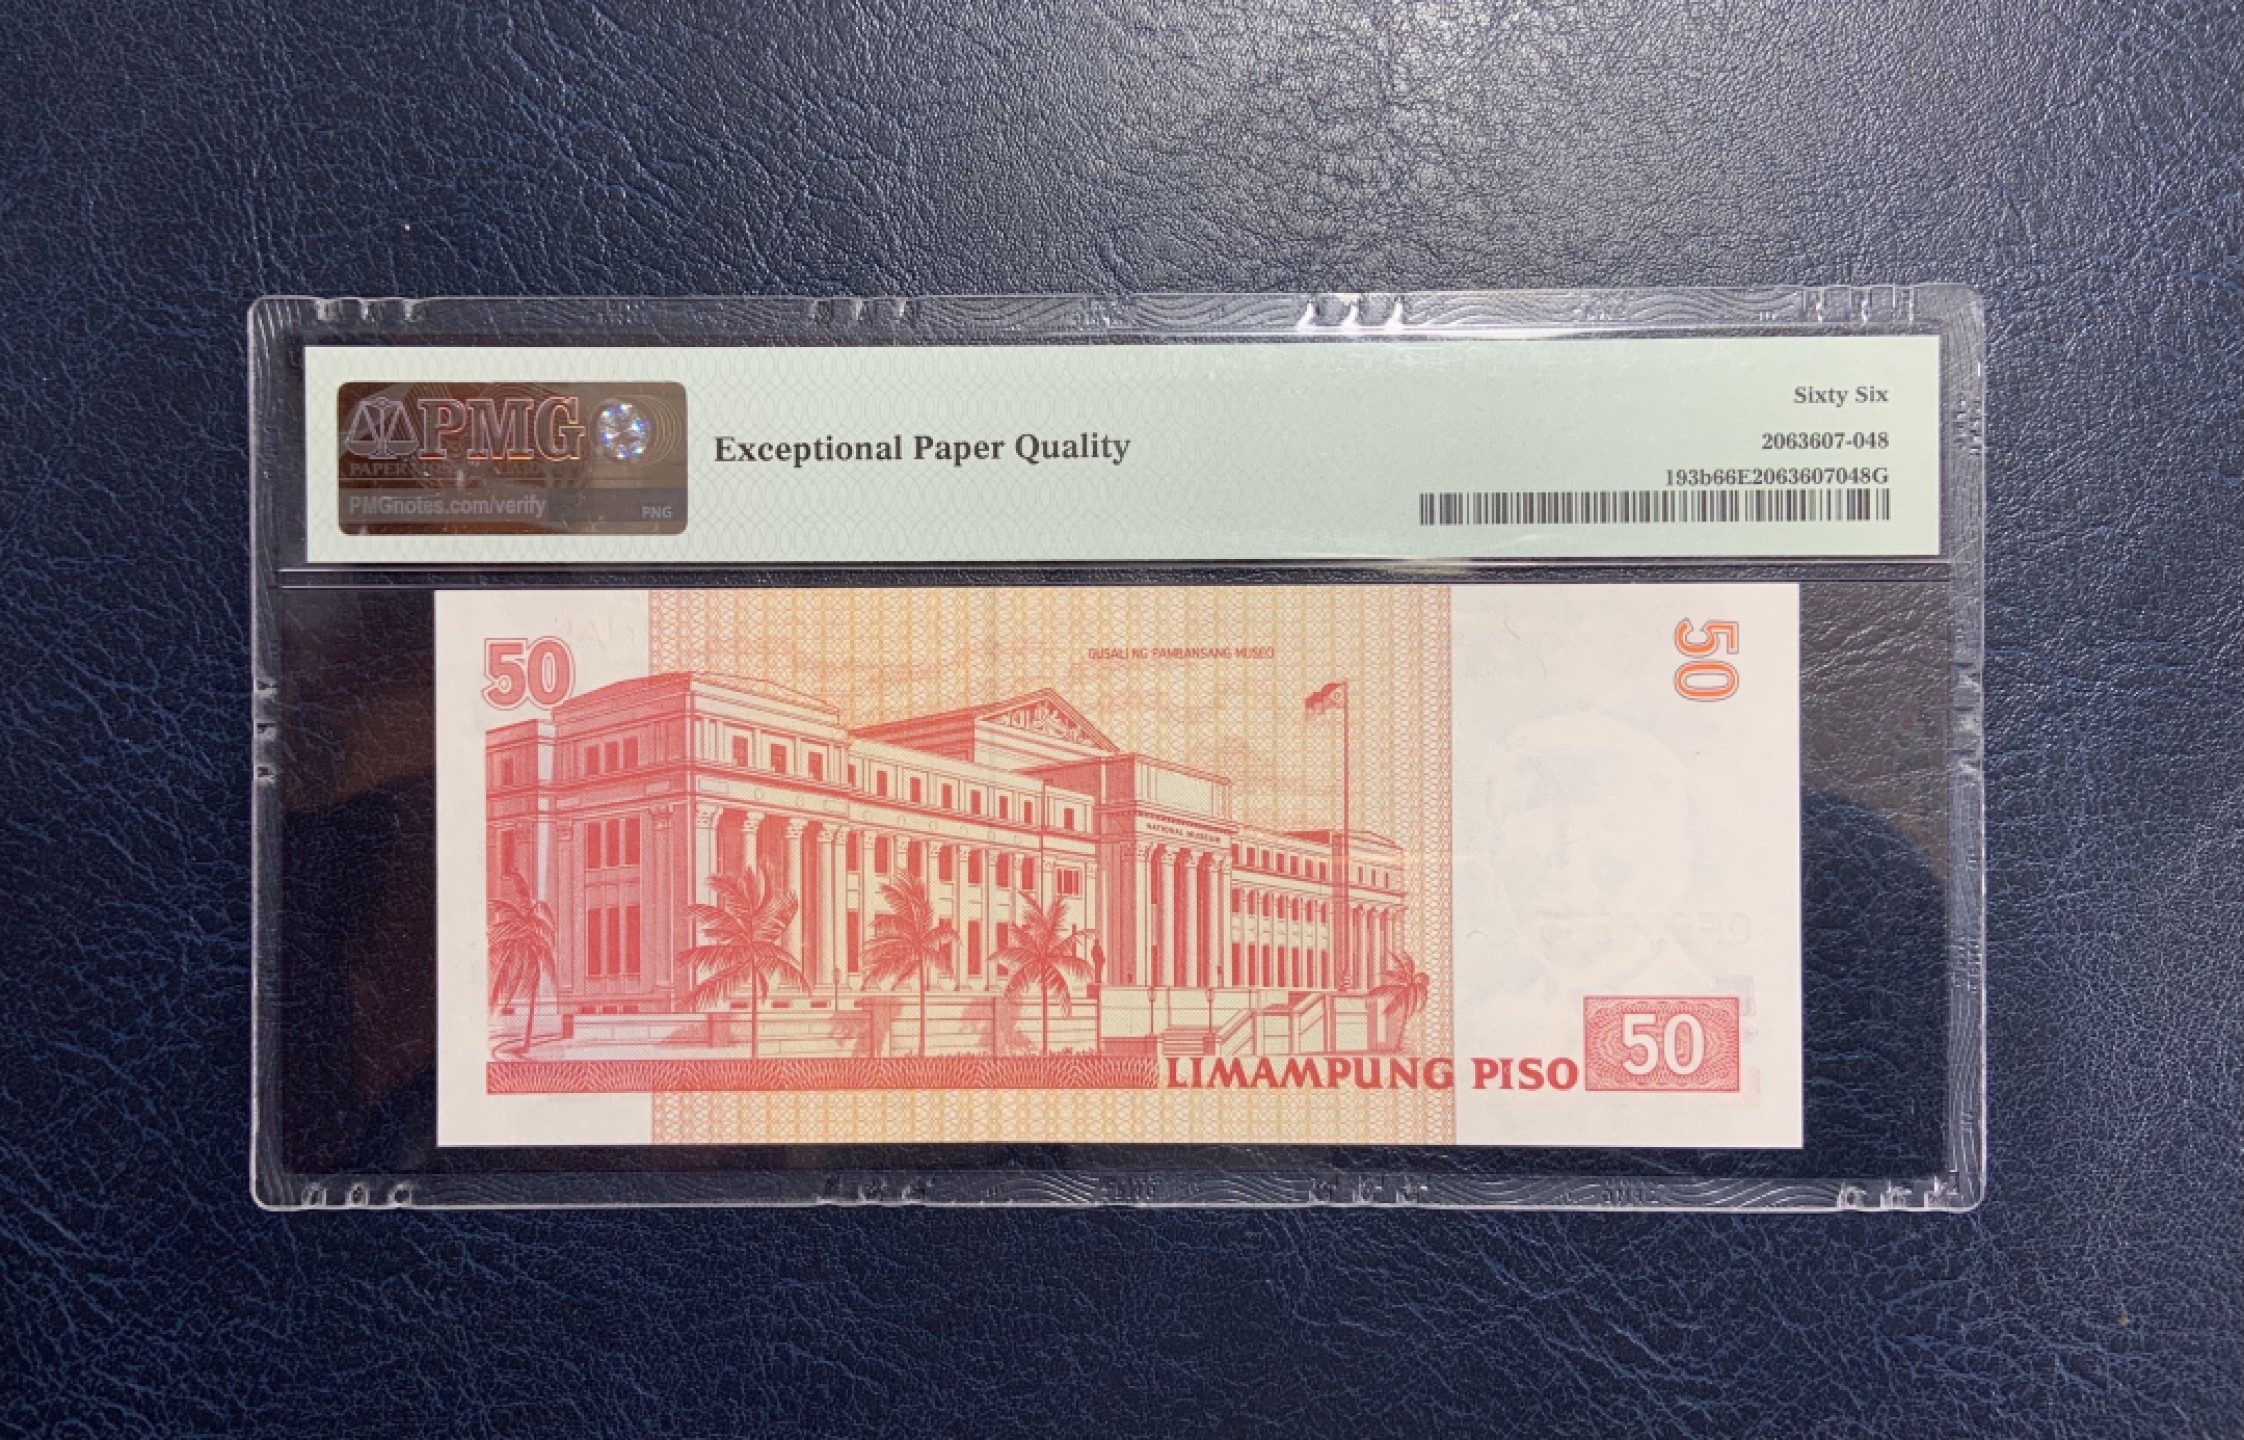 PMG
PMGnotes.com/verify
PNG
Exceptional Paper Quality
Sixty Six
2063607-048
193b66E2063607048G
50
GUSALI NG PAMBANSANG MUSEO
50
NATIONAL MUSEUM
LIMAMPUNG PISO
50